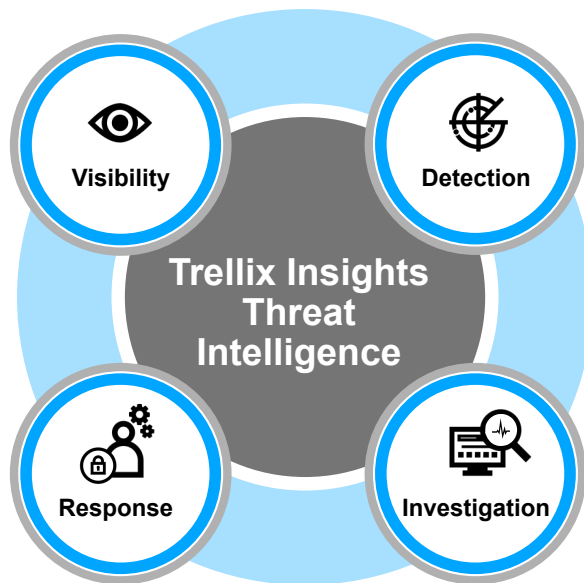 Visibility
Detection
Trellix Insights
Threat
Intelligence
Response
Investigation